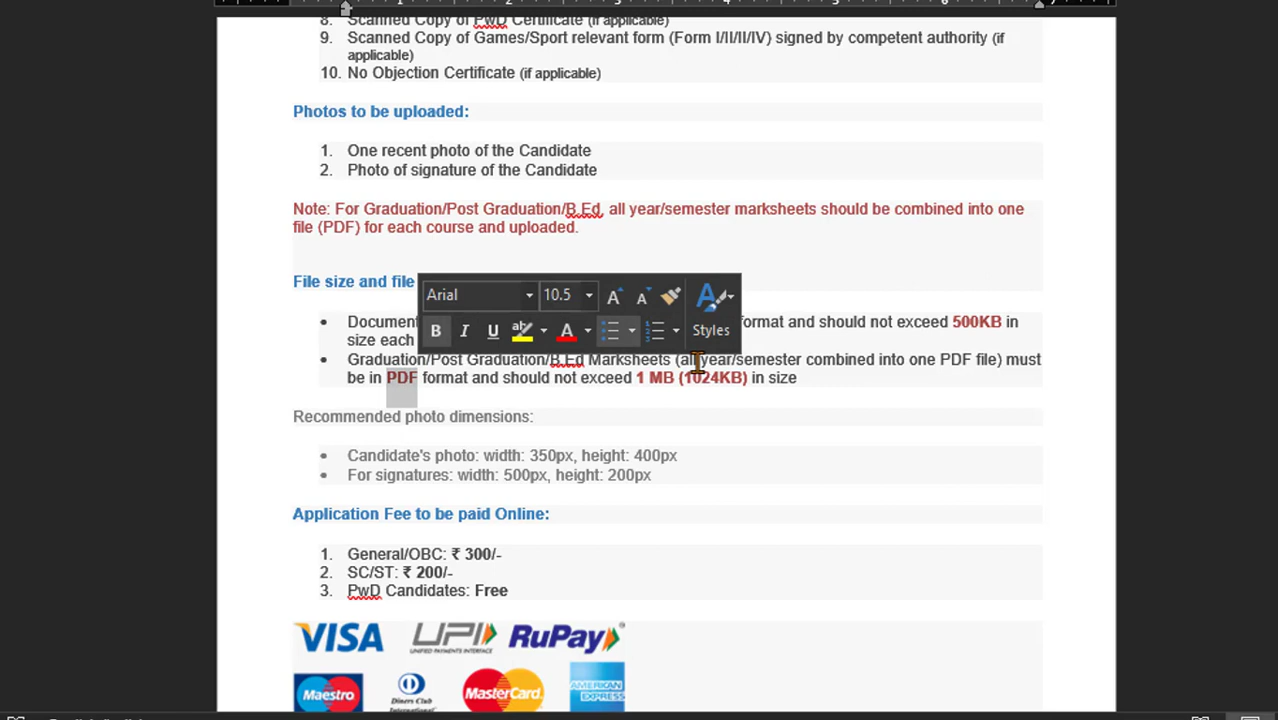 8. Scanned Copy of PwD Certificate (if applicable)
9. Scanned Copy of Games/Sport relevant form (Form I/II/II/IV) signed by competent authority (if
applicable)
10. No Objection Certificate (if applicable)
Photos to be uploaded:
1. One recent photo of the Candidate
2. Photo of signature of the Candidate
Note: For Graduation/Post Graduation/B.Ed, all year/semester marksheets should be combined into one
file (PDF) for each course and uploaded.
File size and file
Arial 10.5
B I U ab A Styles
• Document format and should not exceed 500KB in
size each
• Graduation/Post Graduation/B.Ed Marksheets (all year/semester combined into one PDF file) must
be in PDF format and should not exceed 1 MB (1024KB) in size
Recommended photo dimensions:
• Candidate's photo: width: 350px, height: 400px
• For signatures: width: 500px, height: 200px
Application Fee to be paid Online:
1. General/OBC: ₹ 300/-
2. SC/ST: ₹ 200/-
3. PwD Candidates: Free
VISA UPI RuPay
UNIFIED PAYMENTS INTERFACE
Maestro Diners Club International MasterCard AMERICAN EXPRESS